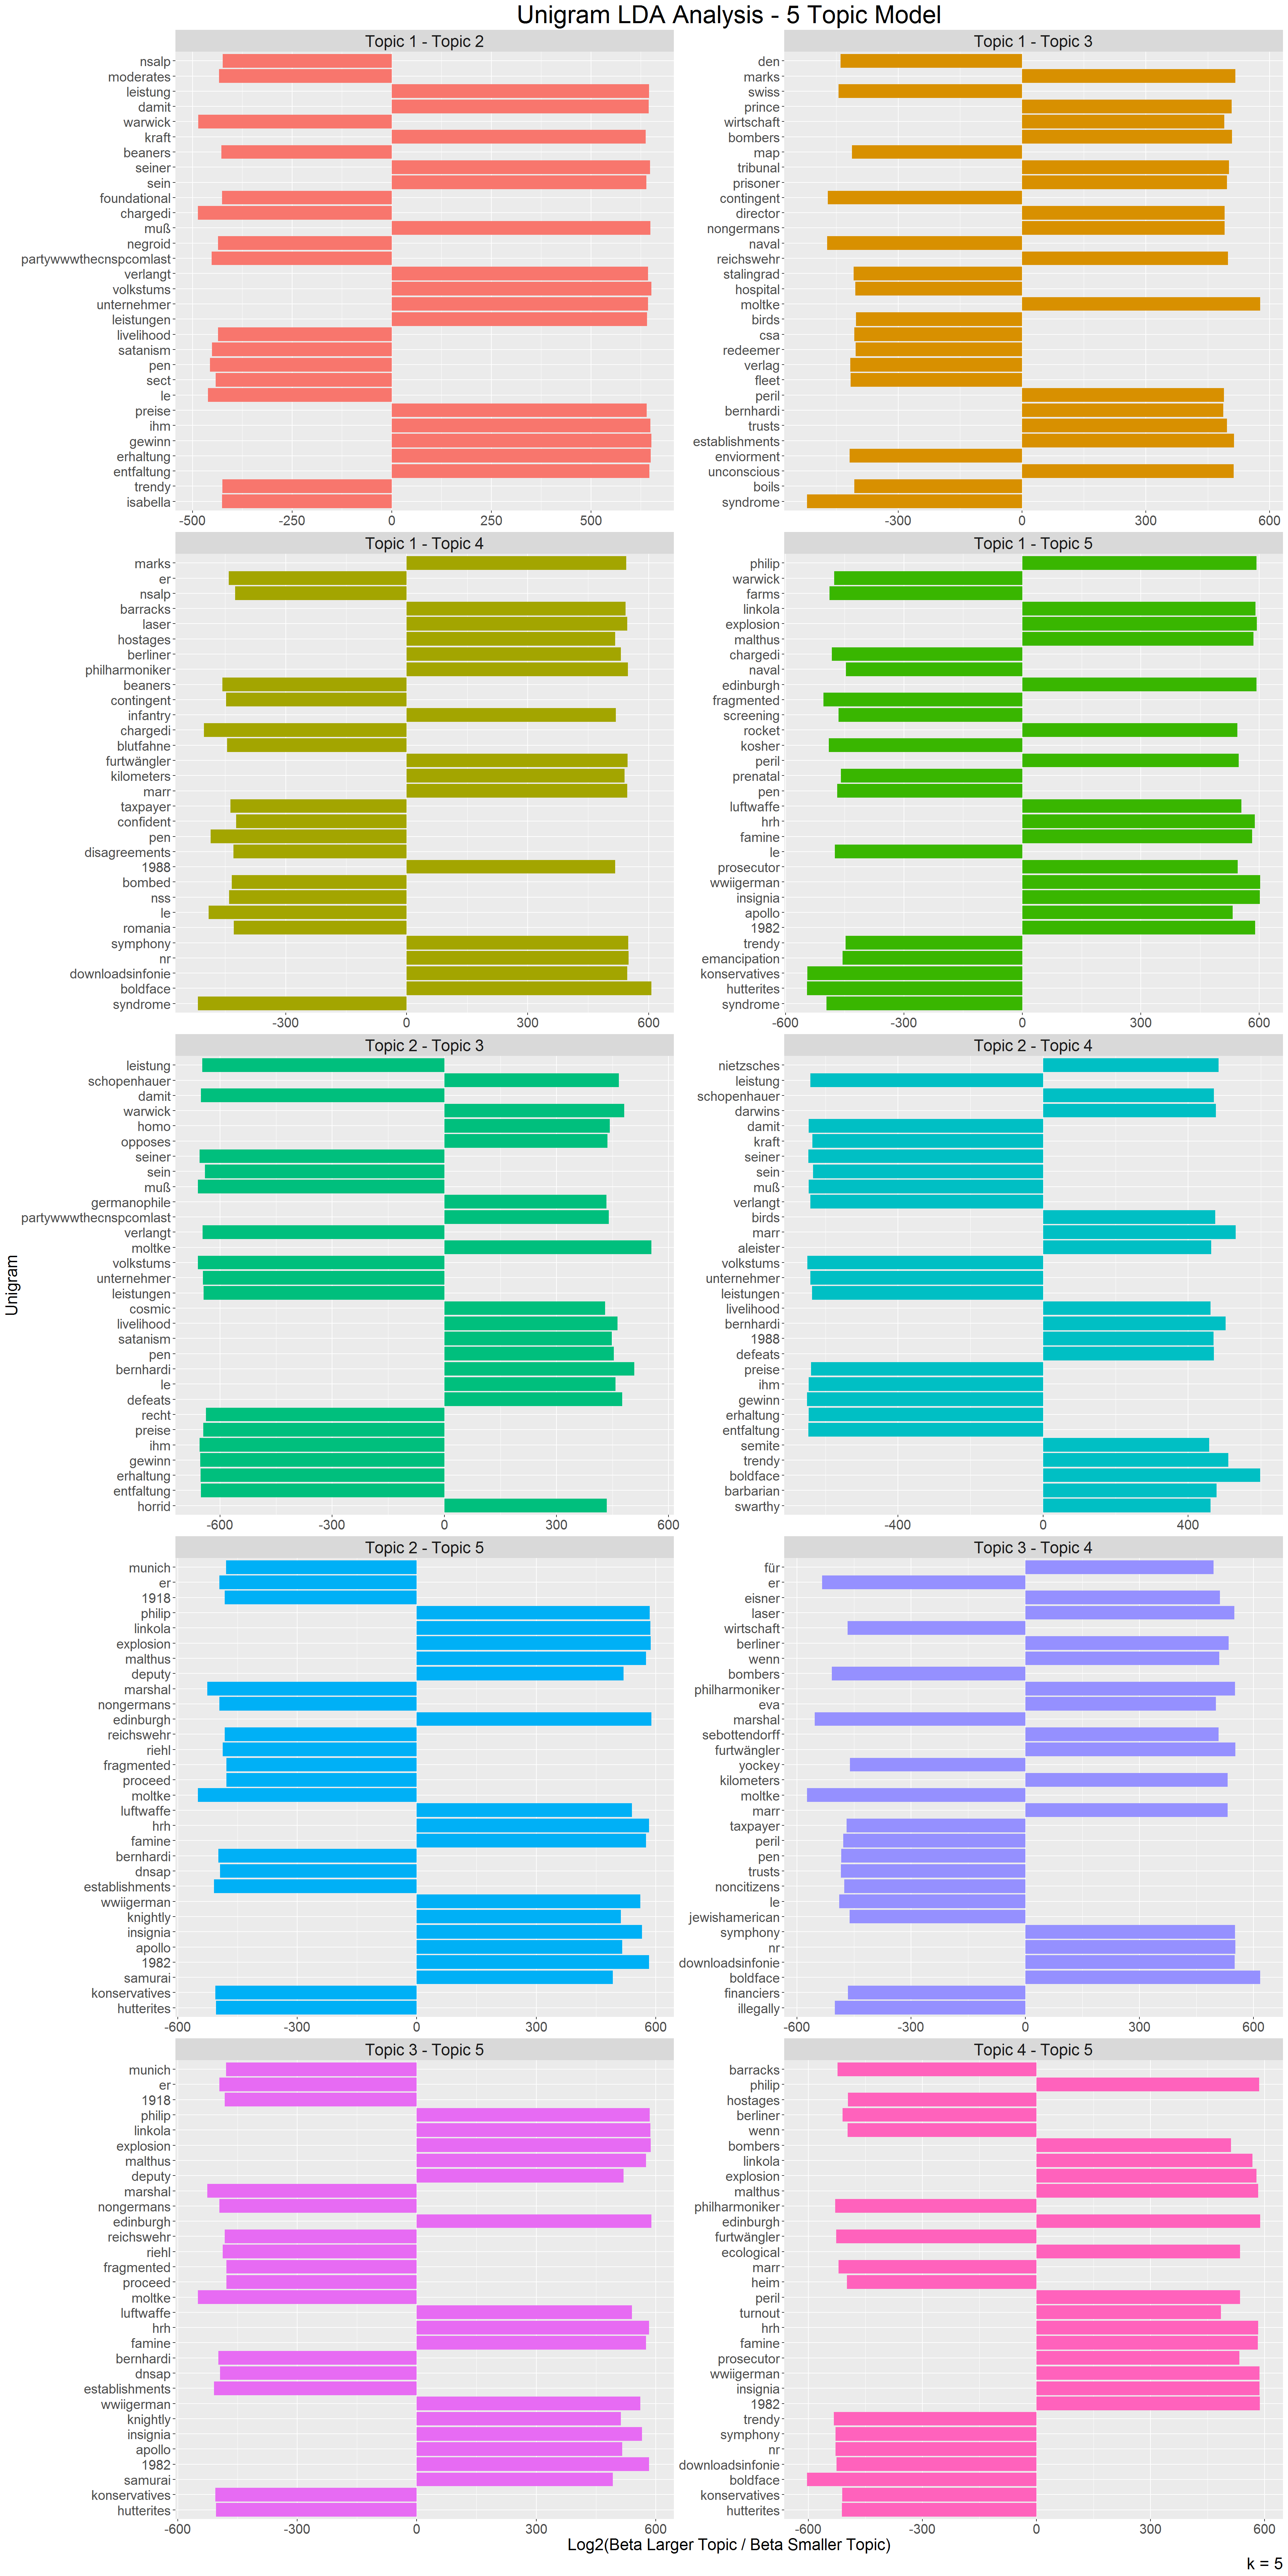 Unigram LDA Analysis - 5 Topic Model
Topic 1 - Topic 2
nsalp
moderates
leistung
damit
warwick
kraft
beaners
seiner
sein
foundational
chargedi
muß
negroid
partywwwthecnspcomlast
verlangt
volkstums
unternehmer
leistungen
livelihood
satanism
pen
sect
le
preise
ihm
gewinn
erhaltung
entfaltung
trendy
isabella
-500 -250 0 250 500
Topic 1 - Topic 3
den
marks
swiss
prince
wirtschaft
bombers
map
tribunal
prisoner
contingent
director
nongermans
naval
reichswehr
stalingrad
hospital
moltke
birds
csa
redeemer
verlag
fleet
peril
bernhardi
trusts
establishments
enviorment
unconscious
boils
syndrome
-300 0 300 600
Topic 1 - Topic 4
marks
er
nsalp
barracks
laser
hostages
berliner
philharmoniker
beaners
contingent
infantry
chargedi
blutfahne
furtwängler
kilometers
marr
taxpayer
confident
pen
disagreements
1988
bombed
nss
le
romania
symphony
nr
downloadsinfonie
boldface
syndrome
-300 0 300 600
Topic 1 - Topic 5
philip
warwick
farms
linkola
explosion
malthus
chargedi
naval
edinburgh
fragmented
screening
rocket
kosher
peril
prenatal
pen
luftwaffe
hrh
famine
le
prosecutor
wwiigerman
insignia
apollo
1982
trendy
emancipation
konservatives
hutterites
syndrome
-600 -300 0 300 600
Topic 2 - Topic 3
leistung
schopenhauer
damit
warwick
homo
opposes
seiner
sein
muß
germanophile
partywwwthecnspcomlast
verlangt
moltke
volkstums
unternehmer
leistungen
cosmic
livelihood
satanism
pen
bernhardi
le
defeats
recht
preise
ihm
gewinn
erhaltung
entfaltung
horrid
-600 -300 0 300 600
Topic 2 - Topic 4
nietzsches
leistung
schopenhauer
darwins
damit
kraft
seiner
sein
muß
verlangt
birds
marr
aleister
volkstums
unternehmer
leistungen
livelihood
bernhardi
1988
defeats
preise
ihm
gewinn
erhaltung
entfaltung
semite
trendy
boldface
barbarian
swarthy
-400 0 400
Unigram
Topic 2 - Topic 5
munich
er
1918
philip
linkola
explosion
malthus
deputy
marshal
nongermans
edinburgh
reichswehr
riehl
fragmented
proceed
moltke
luftwaffe
hrh
famine
bernhardi
dnsap
establishments
wwiigerman
knightly
insignia
apollo
1982
samurai
konservatives
hutterites
-600 -300 0 300 600
Topic 3 - Topic 4
für
er
eisner
laser
wirtschaft
berliner
wenn
bombers
philharmoniker
eva
marshal
sebottendorff
furtwängler
yockey
kilometers
moltke
marr
taxpayer
peril
pen
trusts
noncitizens
le
jewishamerican
symphony
nr
downloadsinfonie
boldface
financiers
illegally
-600 -300 0 300 600
Topic 3 - Topic 5
munich
er
1918
philip
linkola
explosion
malthus
deputy
marshal
nongermans
edinburgh
reichswehr
riehl
fragmented
proceed
moltke
luftwaffe
hrh
famine
bernhardi
dnsap
establishments
wwiigerman
knightly
insignia
apollo
1982
samurai
konservatives
hutterites
-600 -300 0 300 600
Topic 4 - Topic 5
barracks
philip
hostages
berliner
wenn
bombers
linkola
explosion
malthus
philharmoniker
edinburgh
furtwängler
ecological
marr
heim
peril
turnout
hrh
famine
prosecutor
wwiigerman
insignia
1982
trendy
symphony
nr
downloadsinfonie
boldface
konservatives
hutterites
-600 -300 0 300 600
Log2(Beta Larger Topic / Beta Smaller Topic)
k = 5